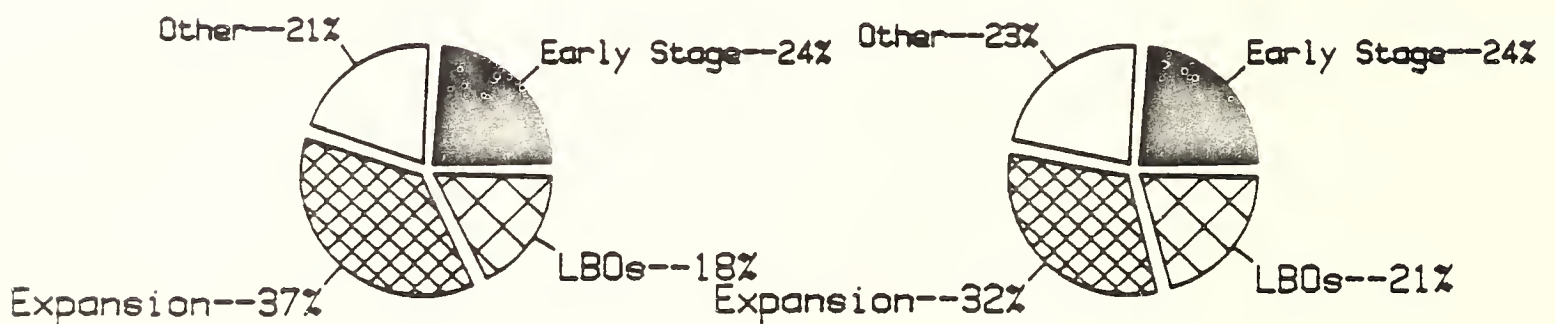 Other--21%
Early Stage--24%
LBOs--18%
Expansion--37%
Other--23%
Early Stage--24%
LBOs--21%
Expansion--32%